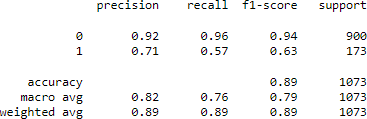 precision recall f1-score support
0 0.92 0.96 0.94 900
1 0.71 0.57 0.63 173
accuracy 0.89 1073
macro avg 0.82 0.76 0.79 1073
weighted avg 0.89 0.89 0.89 1073